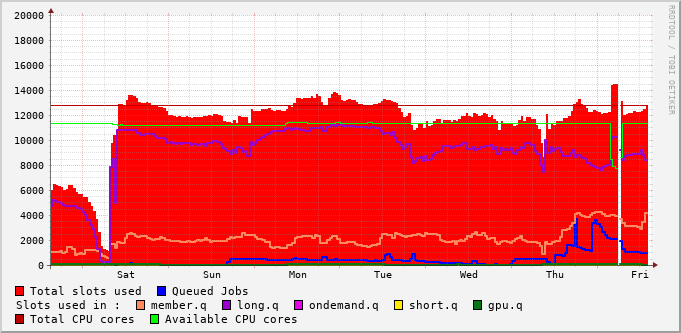 RRDTOOL / TOBI OETIKER
20000
18000
16000
14000
12000
10000
8000
6000
4000
2000
0
Sat Sun Mon Tue Wed Thu Fri
Total slots used Queued Jobs
Slots used in : member.q long.q ondemand.q short.q gpu.q
Total CPU cores Available CPU cores